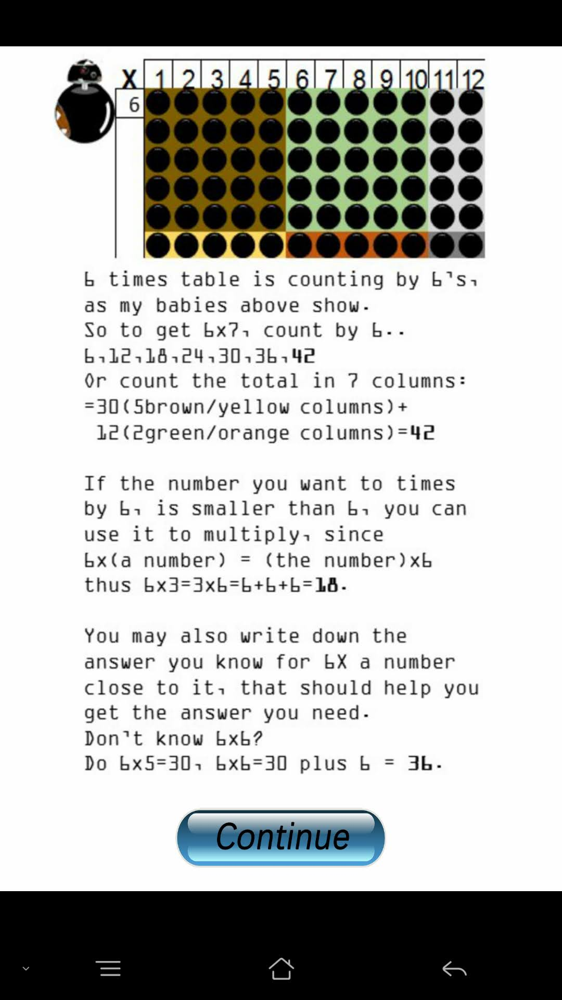 X 1 2 3 4 5 6 7 8 9 10 11 12
6
6 times table is counting by 6's,
as my babies above show.
So to get 6x7, count by 6..
6,12,18,24,30,36,42
Or count the total in 7 columns:
=30(5brown/yellow columns)+
12(2green/orange columns)=42
If the number you want to times
by 6, is smaller than 6, you can
use it to multiply, since
6x(a number) = (the number)x6
thus 6x3=3x6=6+6+6=18.
You may also write down the
answer you know for 6X a number
close to it, that should help you
get the answer you need.
Don't know 6x6?
Do 6x5=30, 6x6=30 plus 6 = 36.
Continue